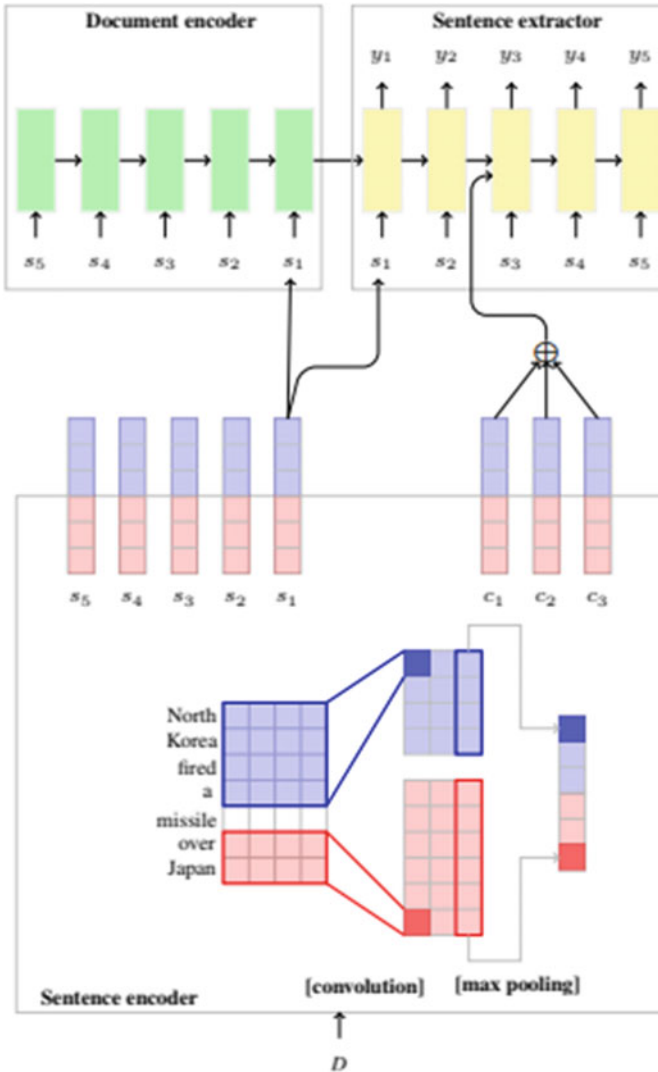 Document encoder Sentence extractor
y₁ y₂ y₃ y₄ y₅
s₅ s₄ s₃ s₂ s₁ s₁ s₂ s₃ s₄ s₅
s₅ s₄ s₃ s₂ s₁ c₁ c₂ c₃
North
Korea
fired
a
missile
over
Japan
[convolution] [max pooling]
Sentence encoder
D